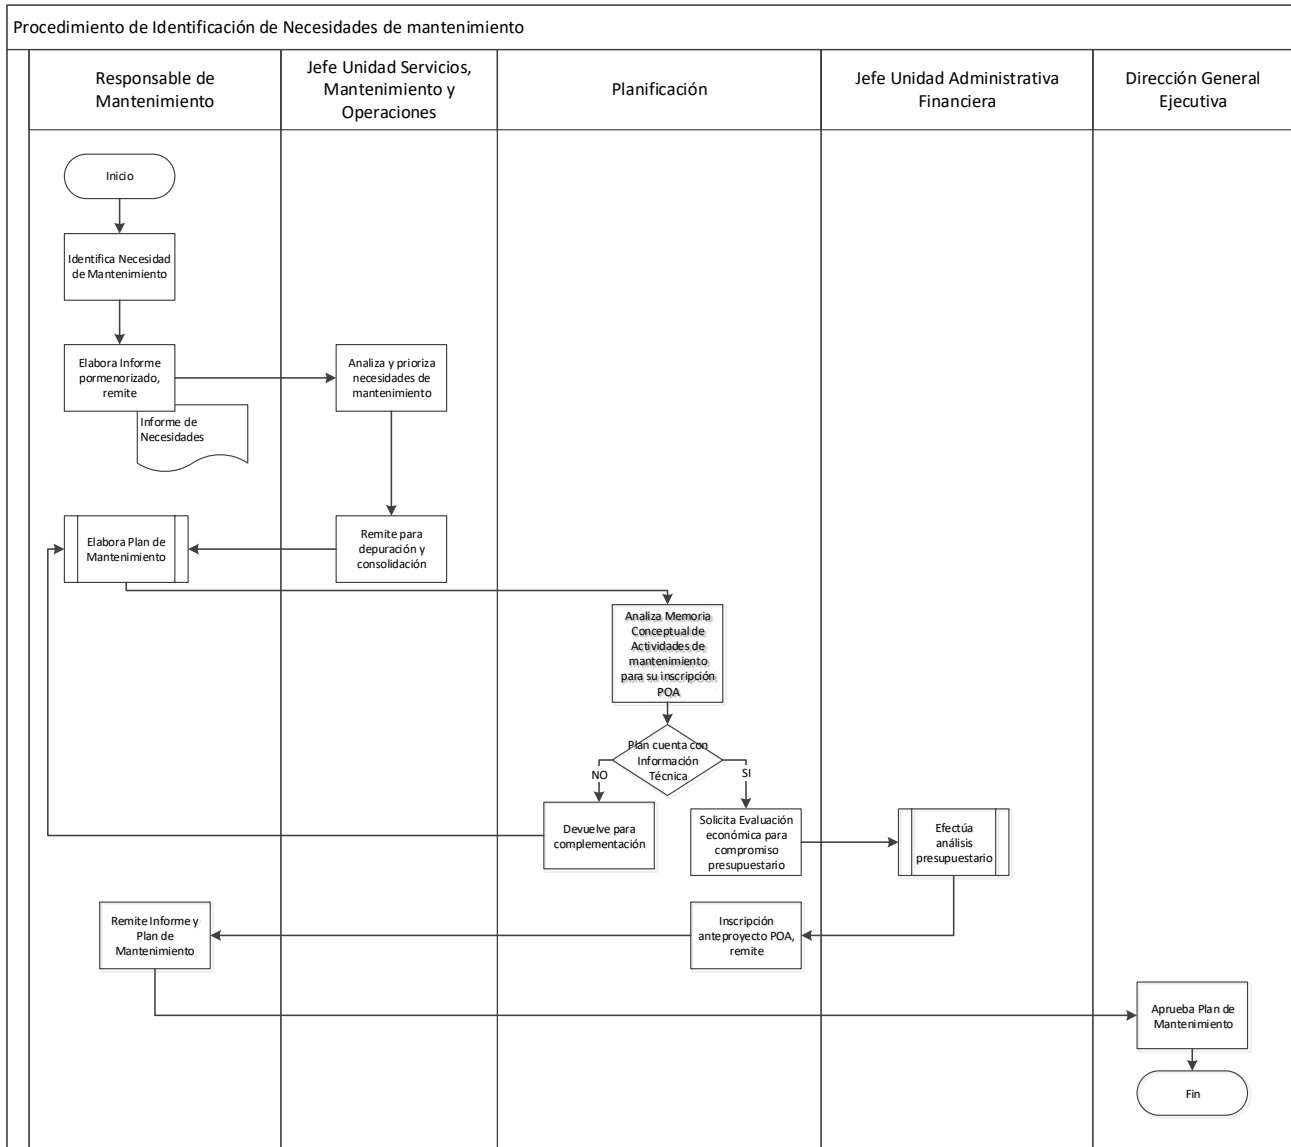 Procedimiento de Identificación de Necesidades de mantenimiento
Responsable de
Mantenimiento
Jefe Unidad Servicios,
Mantenimiento y
Operaciones
Planificación
Jefe Unidad Administrativa
Financiera
Dirección General
Ejecutiva
Inicio
Identifica Necesidad
de Mantenimiento
Elabora Informe
pormenorizado,
remite
Informe de
Necesidades
Analiza y prioriza
necesidades de
mantenimiento
Remite para
depuración y
consolidación
Elabora Plan de
Mantenimiento
Analiza Memoria
Conceptual de
Actividades de
mantenimiento
para su inscripción
POA
Plan cuenta con
Información
Técnica
NO
SI
Devuelve para
complementación
Solicita Evaluación
económica para
compromiso
presupuestario
Efectúa
análisis
presupuestario
Inscripción
anteproyecto POA,
remite
Remite Informe y
Plan de
Mantenimiento
Aprueba Plan de
Mantenimiento
Fin